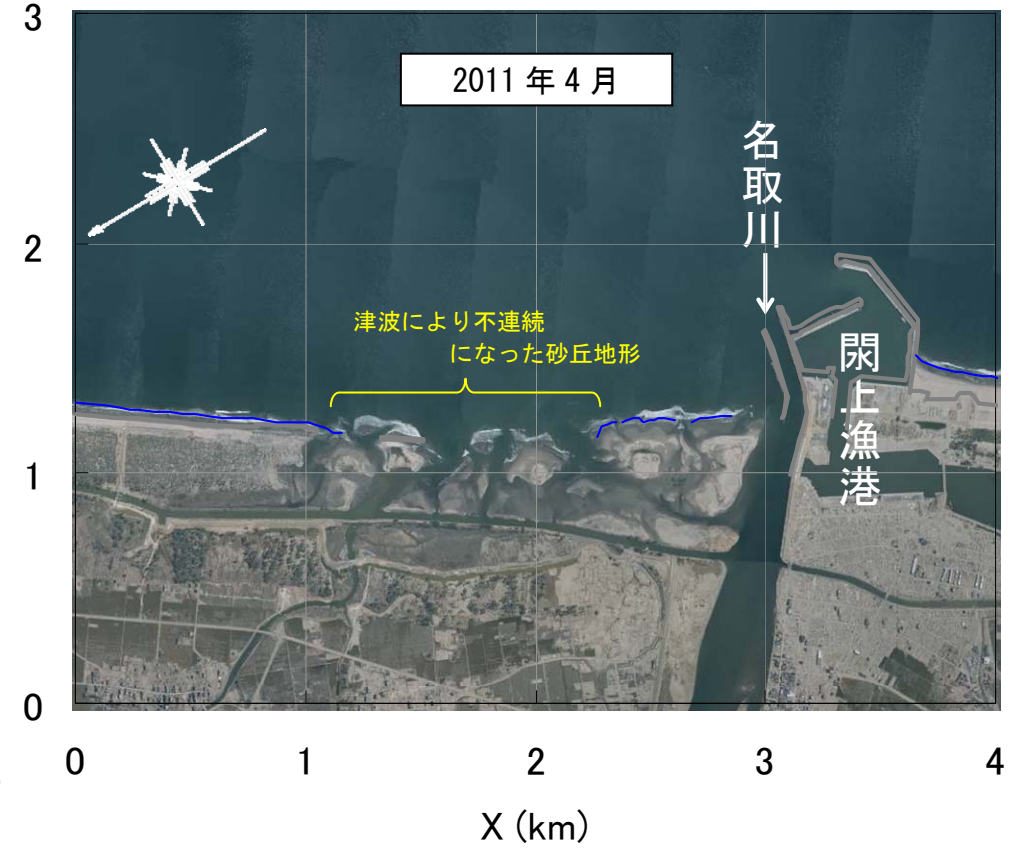 3
2011 年 4 月
名取川
2
津波により不連続
になった砂丘地形
閖上漁港
1
0
0 1 2 3 4
X (km)